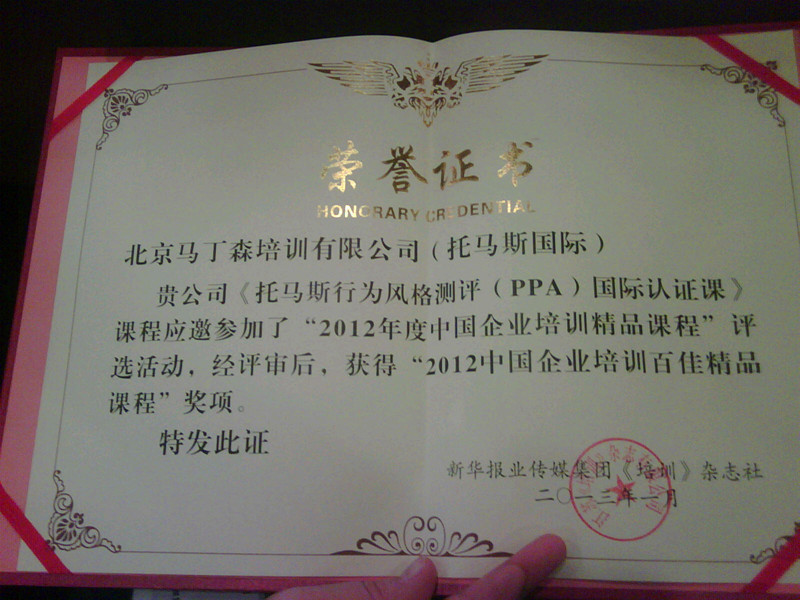 荣誉证书
HONORARY CREDENTIAL
北京马丁森培训有限公司（托马斯国际）
贵公司《托马斯行为风格测评（PPA）国际认证课》
课程应邀参加了“2012年度中国企业培训精品课程”评
选活动，经评审后，获得“2012中国企业培训百佳精品
课程”奖项。
特发此证
新华报业传媒集团《培训》杂志社
二〇一三年一月